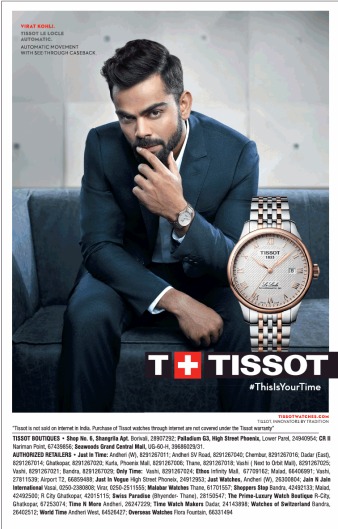 VIRAT KOHLI.
TISSOT LE LOCLE
AUTOMATIC.
AUTOMATIC MOVEMENT
WITH SEE-THROUGH CASEBACK
TISSOT
1853
Le Locle
T+ TISSOT
#ThisIsYourTime
TISSOTWATCHES.COM
TISSOT, INNOVATORS BY TRADITION
"Tissot is not sold on internet in India, Purchase of Tissot watches through internet are not covered under the Tissot warranty"
TISSOT BOUTIQUES • Shop No. 6, Shangrila Apt. Borivali, 28907292; Palladium G3, High Street Phoenix, Lower Parel, 24940954; CR II
Nariman Point, 67439856; Seawoods Grand Central Mall, UG-60-H, 39686029/31.
AUTHORIZED RETAILERS • Just in Time: Andheri (W), 8291267011; Andheri SV Road, 8291267040; Chembur, 8291267016; Dadar (East),
8291267014; Ghatkopar, 8291267020; Kurla, Phoenix Mall, 8291267006; Thane, 8291267018; Vashi ( Next to Orbit Mall), 8291267025;
Vashi, 8291267021; Bandra, 8291267029; Only Time: Vashi, 8291267024; Ethos Infinity Mall, 67709162; Malad, 66406991; Vashi,
27811539; Airport T2, 66859488; Just In Vogue High Street Phoenix, 24912953; Just Watches, Andheri (W), 26300804; Jain N Jain
International Vasai, 0250-2380808; Virar, 0250-2511555; Malabar Watches Thane, 61701557; Shoppers Stop Bandra, 42492133; Malad,
42492500; R City Ghatkopar, 42015115; Swiss Paradise (Bhyender- Thane), 28150547; The Prime-Luxury Watch Boutique R-City,
Ghatkopar, 67253074; Time N More Andheri, 26247229; Time Watch Makers Dadar, 24143898; Watches of Switzerland Bandra,
26402512; World Time Andheri West, 64526427; Overseas Watches Flora Fountain, 66331494